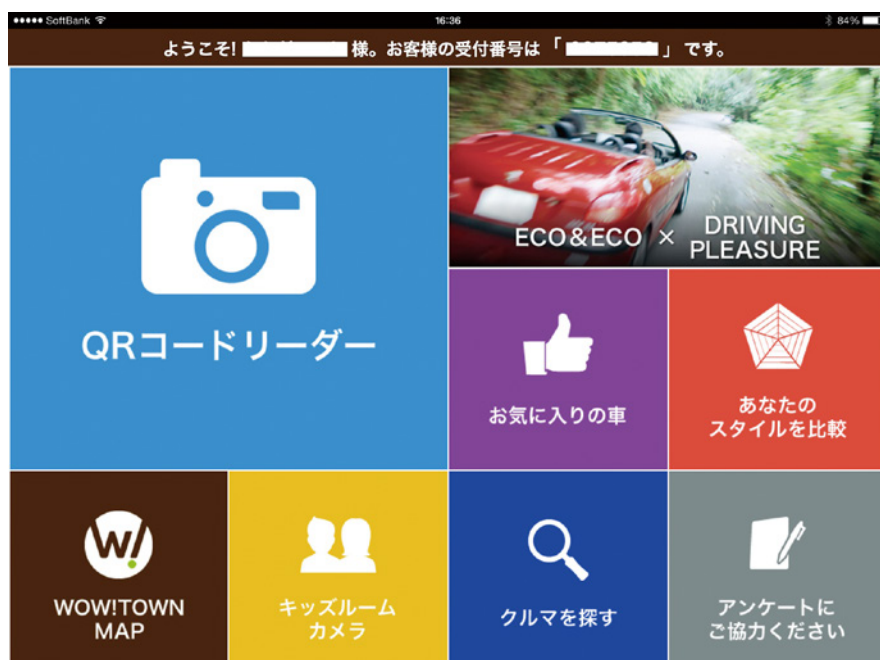 SoftBank 16:36 84%
ようこそ! 様。お客様の受付番号は「 」です。
QRコードリーダー
ECO&ECO × DRIVING PLEASURE
お気に入りの車
あなたの
スタイルを比較
W!
WOW!TOWN
MAP
キッズルーム
カメラ
クルマを探す
アンケートに
ご協力ください